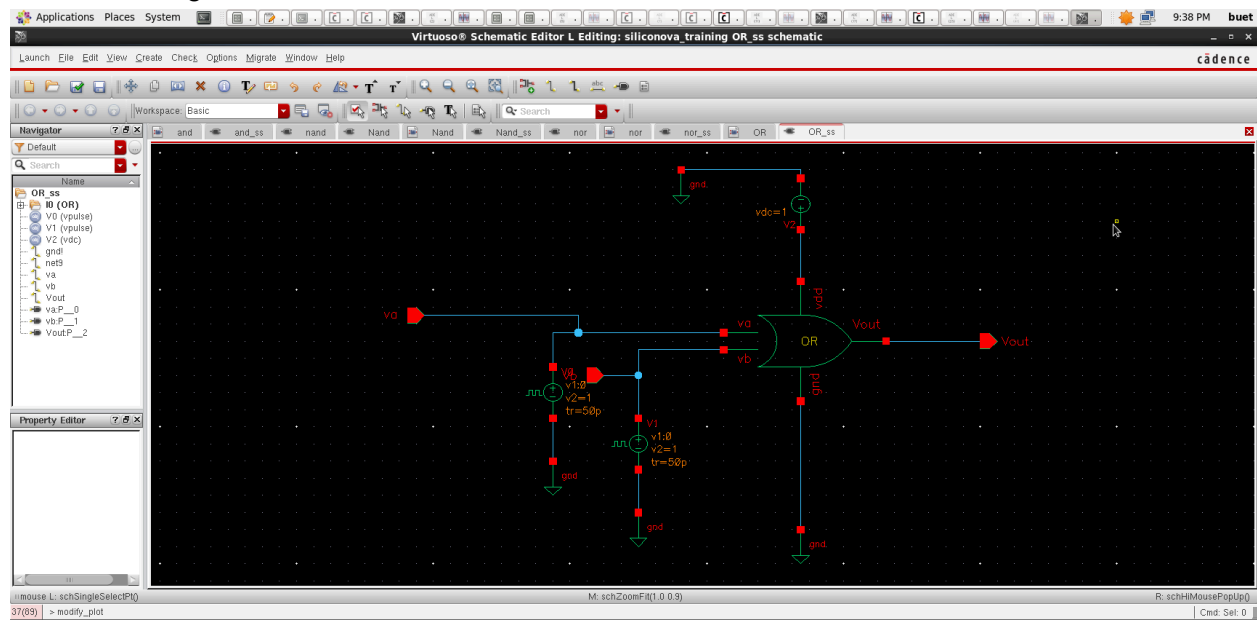 Applications Places System 9:38 PM buet
Virtuoso® Schematic Editor L Editing: siliconova_training OR_ss schematic
Launch File Edit View Create Check Options Migrate Window Help cādence
Workspace: Basic Search
Navigator
and and_ss nand Nand Nand Nand_ss nor nor nor_ss OR OR_ss
Default
Search
Name
OR_ss
I0 (OR)
V0 (vpulse)
V1 (vpulse)
V2 (vdc)
gnd!
net9
va
vb
Vout
va:P__0
vb:P__1
Vout:P__2
Property Editor
gnd
vdc=1
V2
vdd
va
va
Vout
OR
Vout
vb
gnd
V0
vb
v1:0
v2=1
tr=50p
V1
v1:0
v2=1
tr=50p
gnd
gnd
gnd
mouse L: schSingleSelectPt() M: schZoomFit(1.0 0.9) R: schHiMousePopUp()
37(89) > modify_plot Cmd: Sel: 0